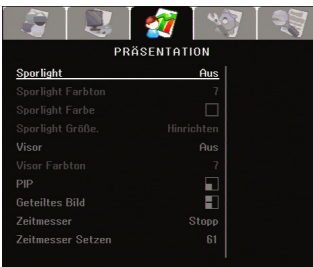 PRÄSENTATION
Sporlight Aus
Sporlight Farbton 7
Sporlight Farbe
Sporlight Größe. Hinrichten
Visor Aus
Visor Farbton 7
PIP
Geteiltes Bild
Zeitmesser Stopp
Zeitmesser Setzen 61